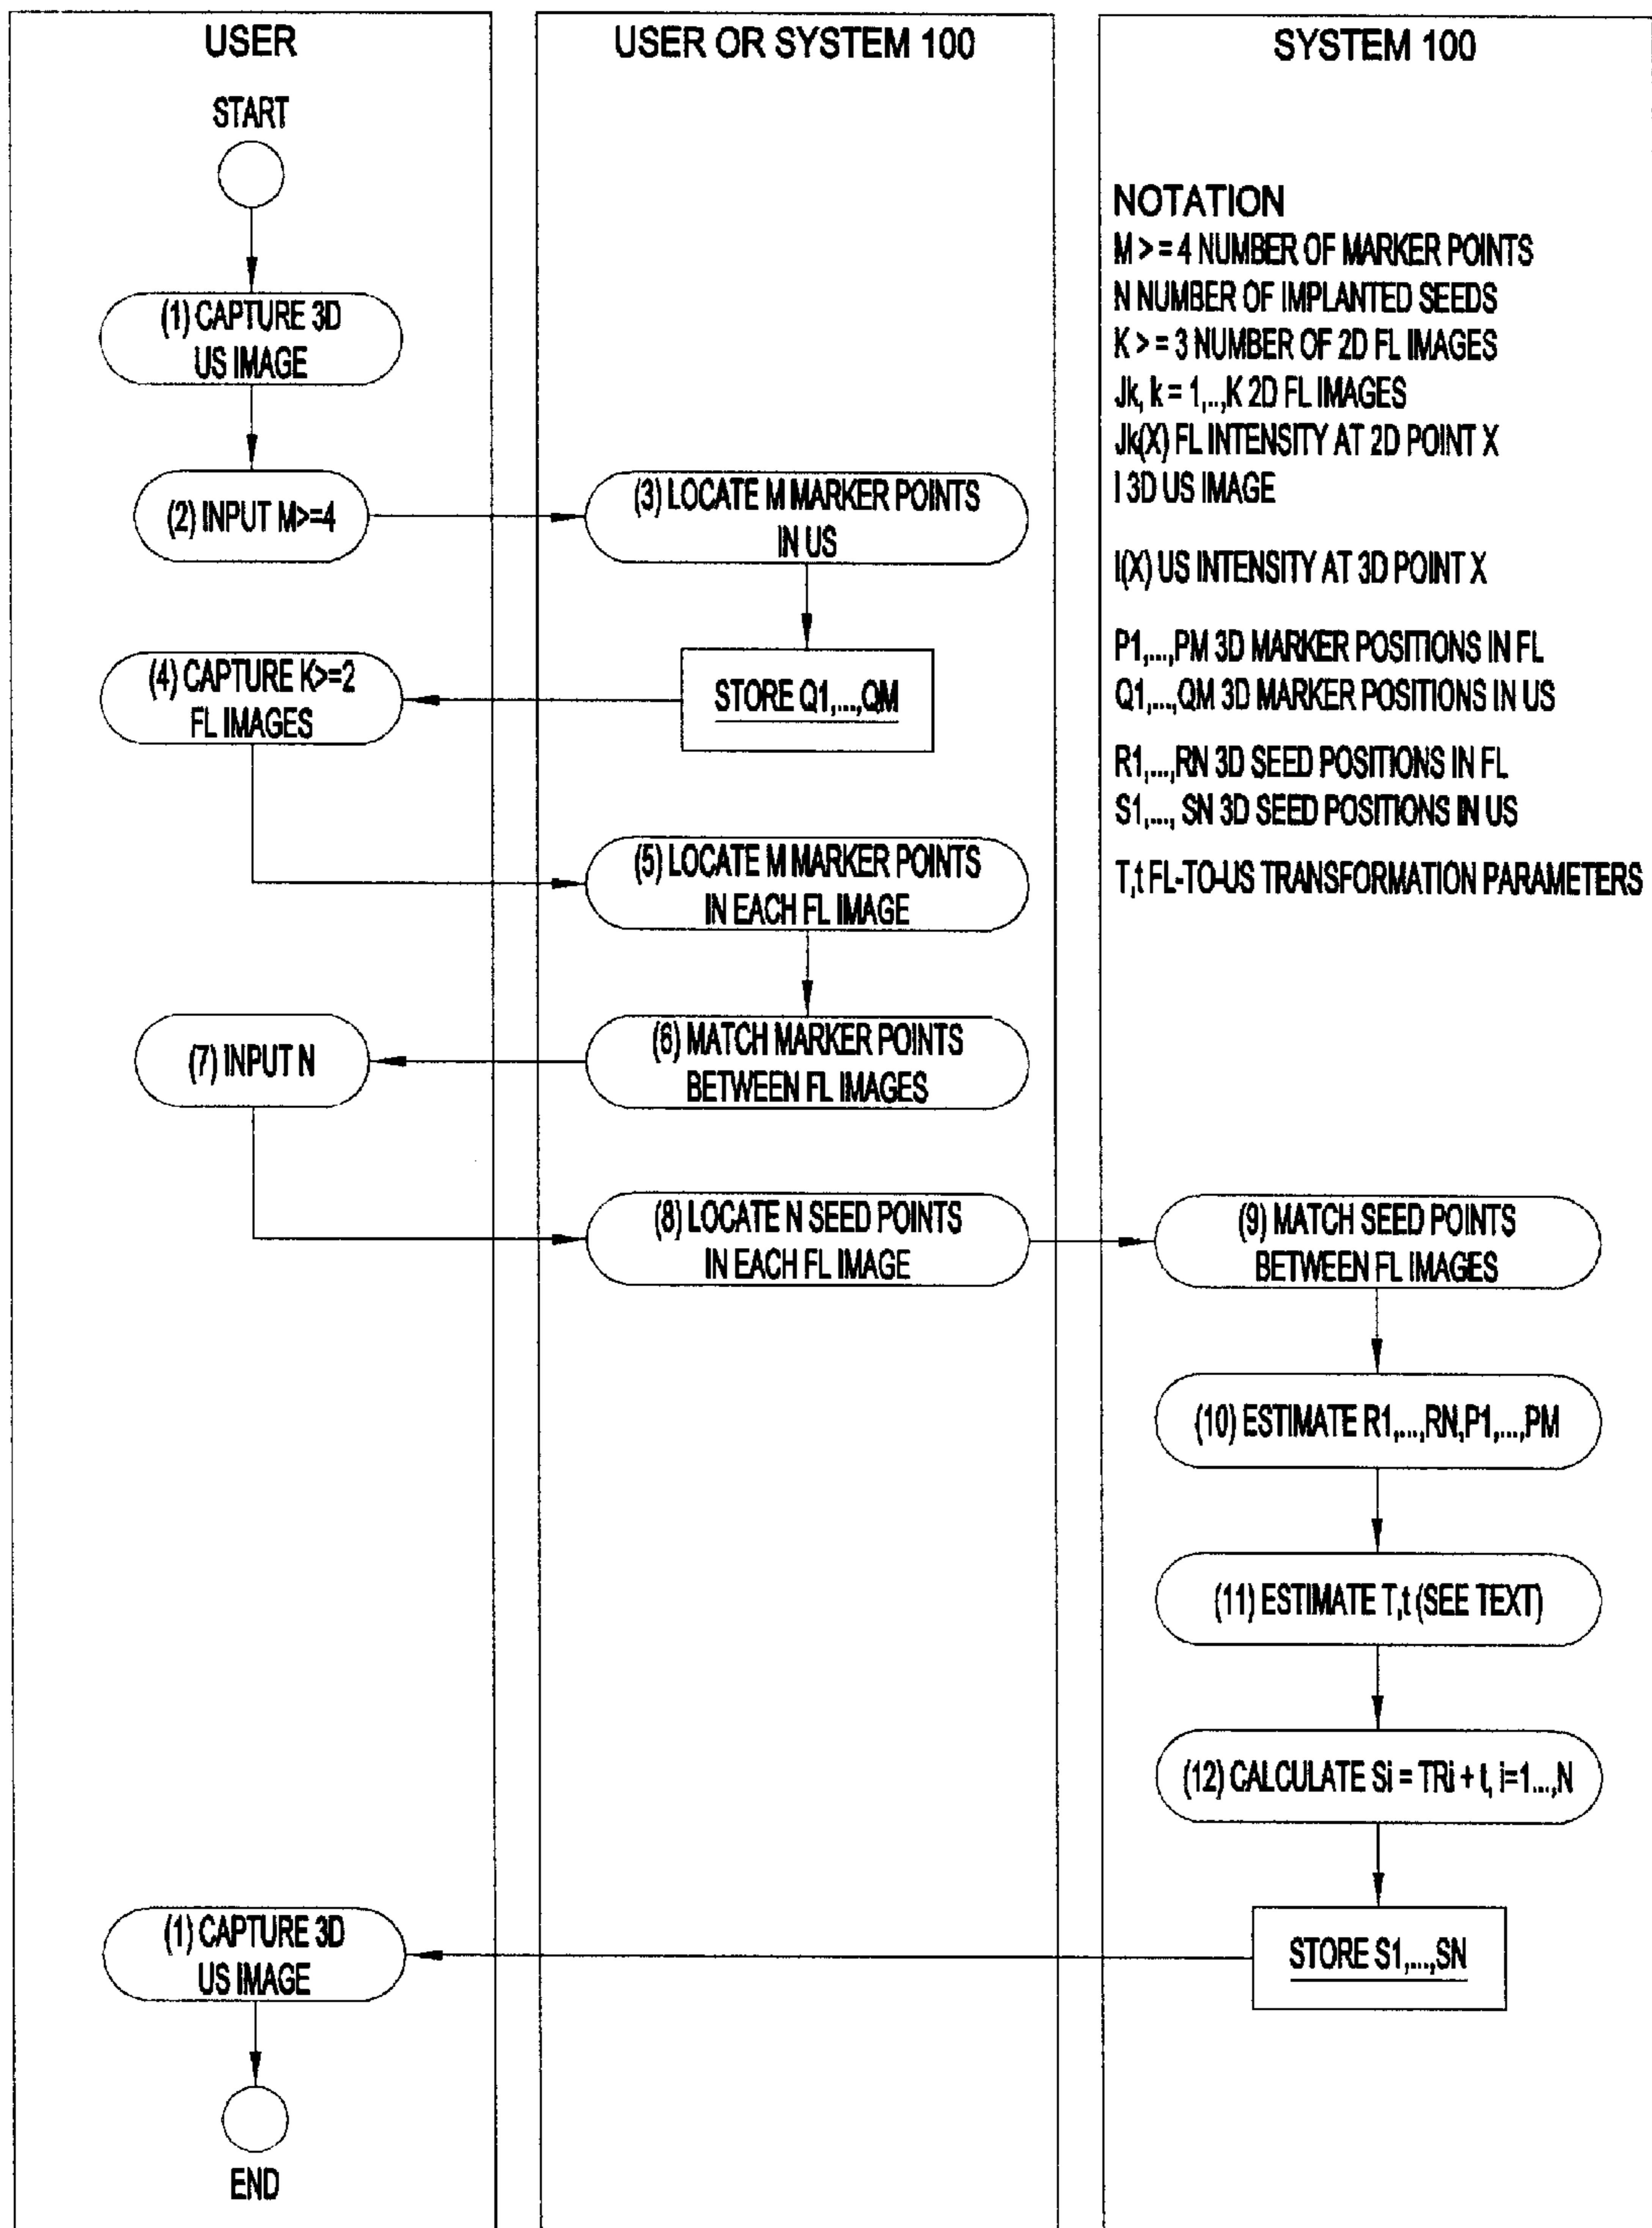 USER
START
(1) CAPTURE 3D
US IMAGE
(2) INPUT M>=4
(4) CAPTURE K>=2
FL IMAGES
(7) INPUT N
(1) CAPTURE 3D
US IMAGE
END
USER OR SYSTEM 100
(3) LOCATE M MARKER POINTS
IN US
STORE Q1,...,QM
(5) LOCATE M MARKER POINTS
IN EACH FL IMAGE
(6) MATCH MARKER POINTS
BETWEEN FL IMAGES
(8) LOCATE N SEED POINTS
IN EACH FL IMAGE
SYSTEM 100
NOTATION
M >= 4 NUMBER OF MARKER POINTS
N NUMBER OF IMPLANTED SEEDS
K >= 3 NUMBER OF 2D FL IMAGES
Jk, k = 1,..,K 2D FL IMAGES
Jk(X) FL INTENSITY AT 2D POINT X
I 3D US IMAGE
I(X) US INTENSITY AT 3D POINT X
P1,...,PM 3D MARKER POSITIONS IN FL
Q1,...,QM 3D MARKER POSITIONS IN US
R1,...,RN 3D SEED POSITIONS IN FL
S1,..., SN 3D SEED POSITIONS IN US
T,t FL-TO-US TRANSFORMATION PARAMETERS
(9) MATCH SEED POINTS
BETWEEN FL IMAGES
(10) ESTIMATE R1,...,RN,P1,...,PM
(11) ESTIMATE T,t (SEE TEXT)
(12) CALCULATE Si = TRi + t, i=1...,N
STORE S1,...,SN